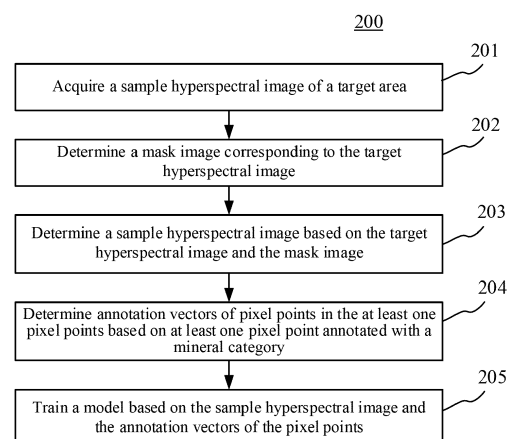 200
201
Acquire a sample hyperspectral image of a target area
202
Determine a mask image corresponding to the target
hyperspectral image
203
Determine a sample hyperspectral image based on the target
hyperspectral image and the mask image
204
Determine annotation vectors of pixel points in the at least one
pixel points based on at least one pixel point annotated with a
mineral category
205
Train a model based on the sample hyperspectral image and
the annotation vectors of the pixel points